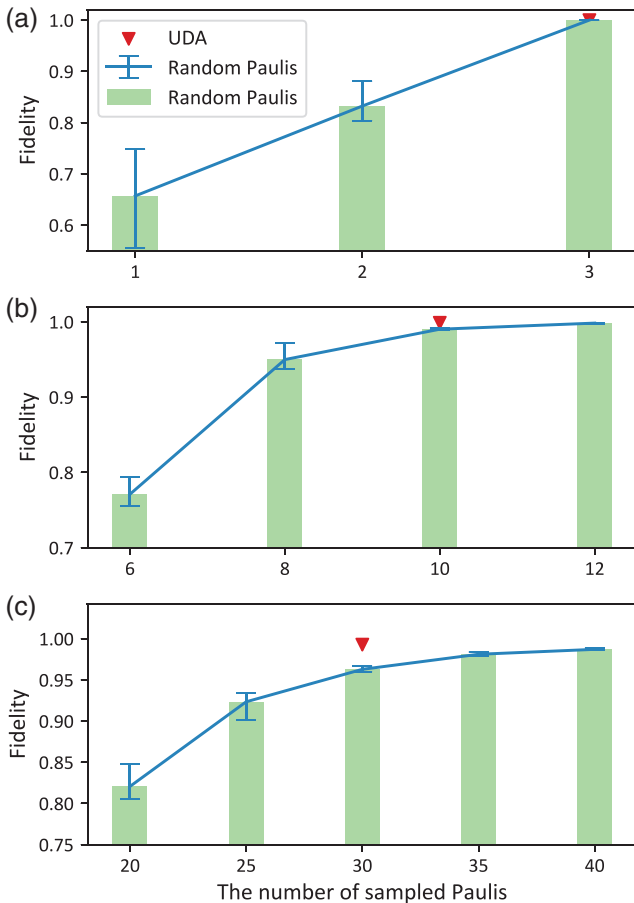 (a)
UDA
Random Paulis
Random Paulis
Fidelity
1.0
0.9
0.8
0.7
0.6
1 2 3
(b)
Fidelity
1.0
0.9
0.8
0.7
6 8 10 12
(c)
Fidelity
1.00
0.95
0.90
0.85
0.80
0.75
20 25 30 35 40
The number of sampled Paulis